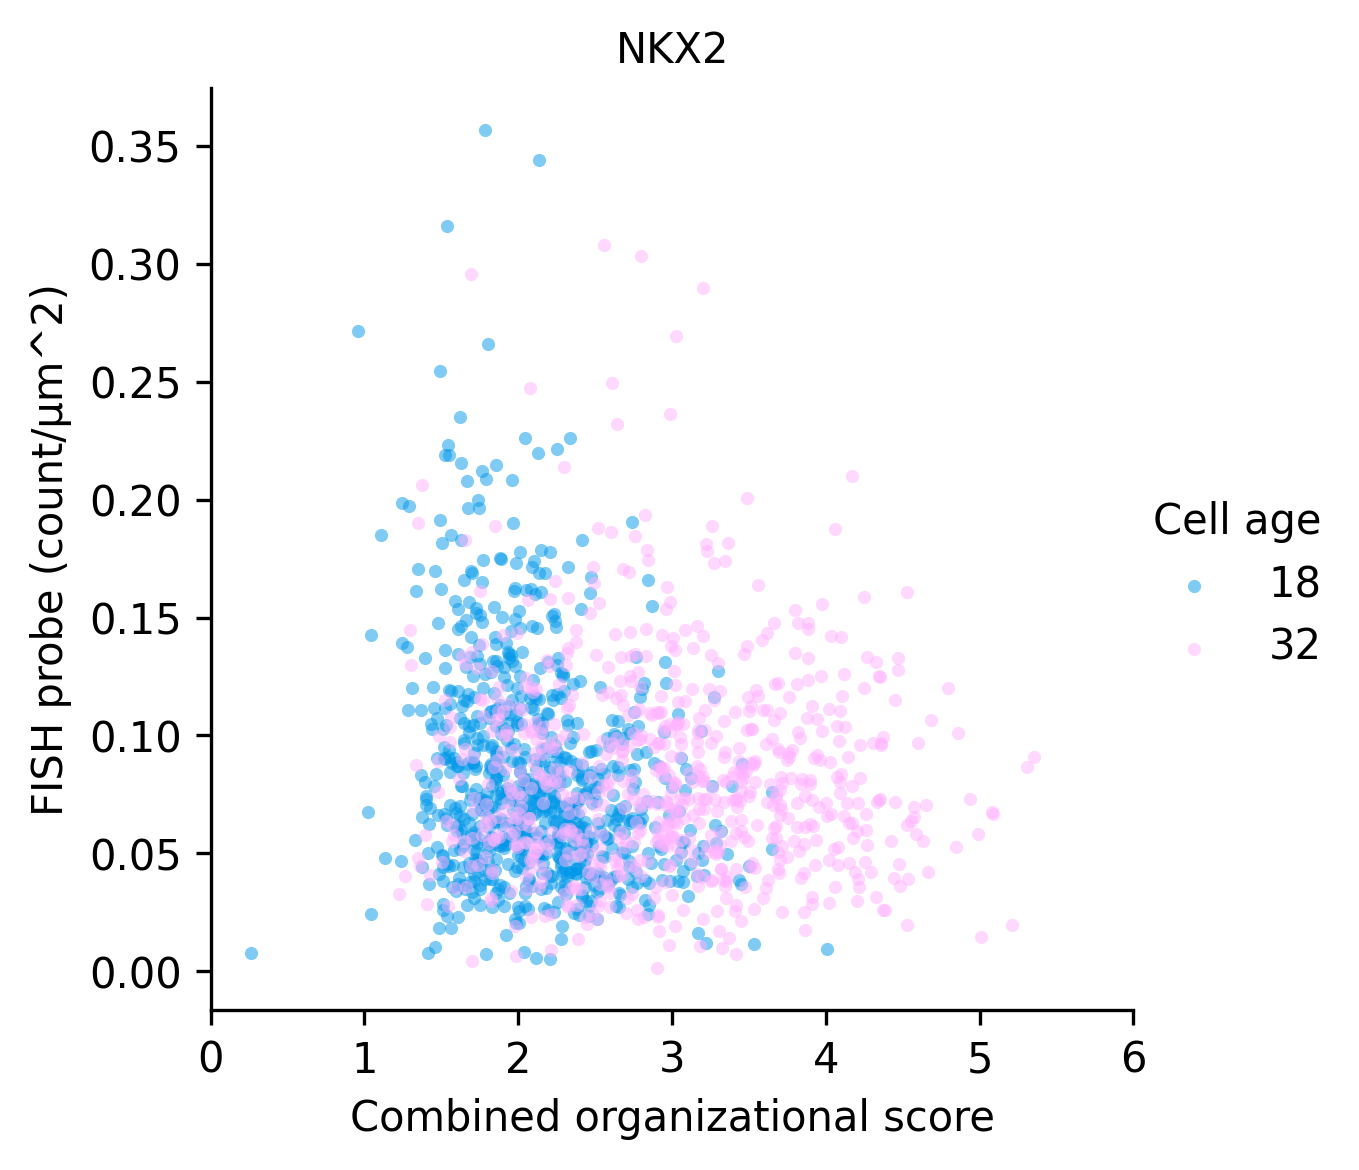 NKX2
0.35
0.30
0.25
0.20
0.15
0.10
0.05
0.00
FISH probe (count/µm^2)
0 1 2 3 4 5 6
Combined organizational score
Cell age
18
32